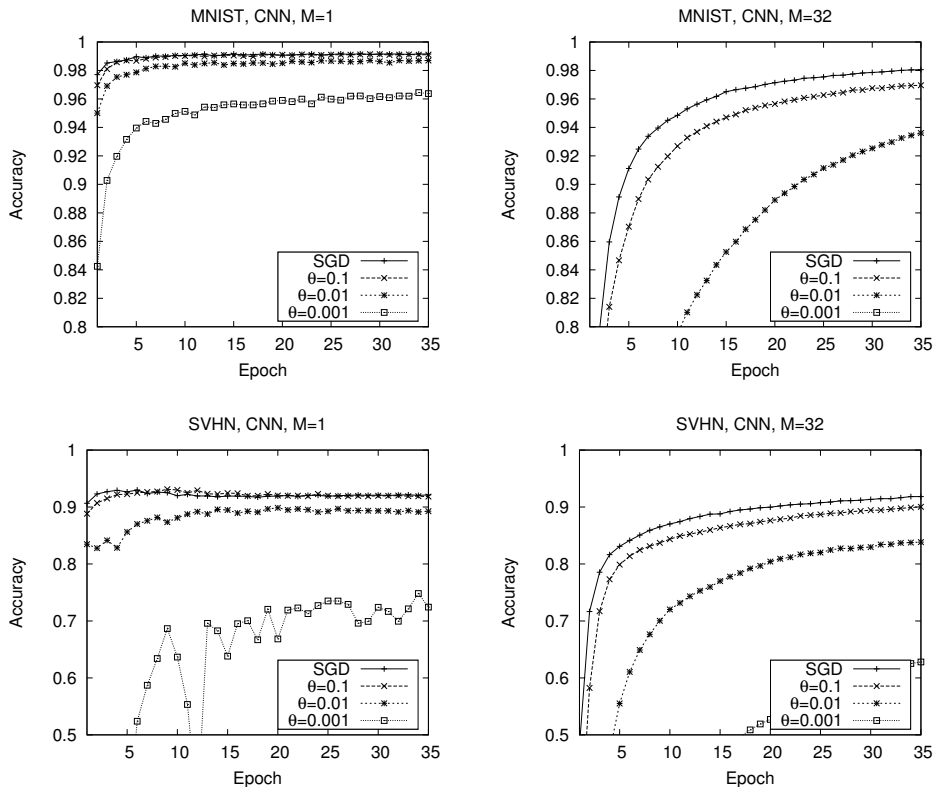 MNIST, CNN, M=1
1
0.98
0.96
0.94
0.92
0.9
0.88
0.86
0.84
0.82
0.8
Accuracy
SGD
θ=0.1
θ=0.01
θ=0.001
5 10 15 20 25 30 35
Epoch
MNIST, CNN, M=32
1
0.98
0.96
0.94
0.92
0.9
0.88
0.86
0.84
0.82
0.8
Accuracy
SGD
θ=0.1
θ=0.01
θ=0.001
5 10 15 20 25 30 35
Epoch
SVHN, CNN, M=1
1
0.9
0.8
0.7
0.6
0.5
Accuracy
SGD
θ=0.1
θ=0.01
θ=0.001
5 10 15 20 25 30 35
Epoch
SVHN, CNN, M=32
1
0.9
0.8
0.7
0.6
0.5
Accuracy
SGD
θ=0.1
θ=0.01
θ=0.001
5 10 15 20 25 30 35
Epoch